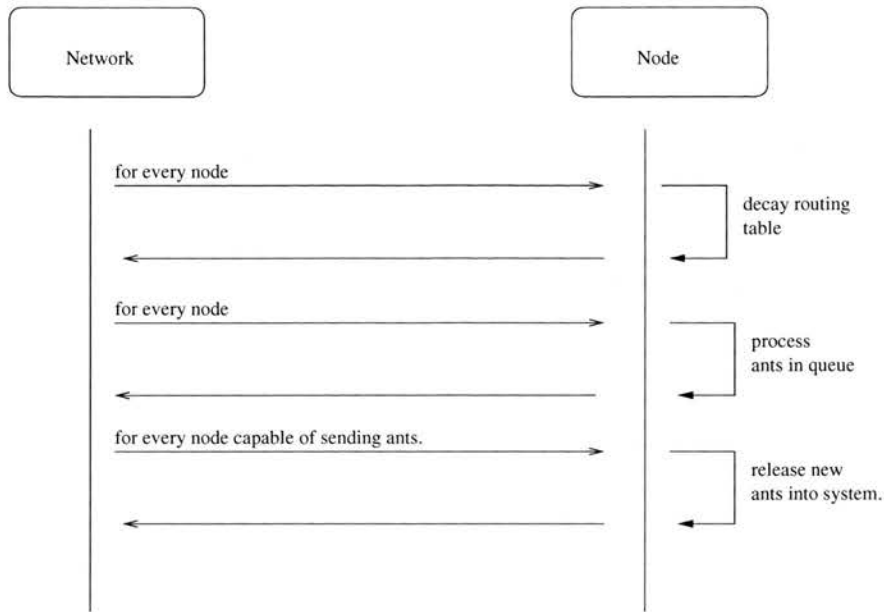 Network
Node
for every node
decay routing
table
for every node
process
ants in queue
for every node capable of sending ants.
release new
ants into system.